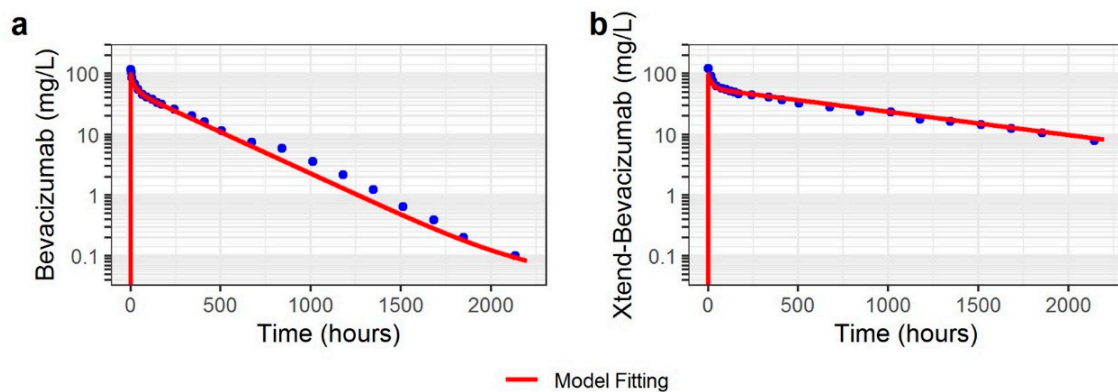 a
b
Bevacizumab (mg/L)
100
10
1
0.1
0 500 1000 1500 2000
Time (hours)
Xtend-Bevacizumab (mg/L)
100
10
1
0.1
0 500 1000 1500 2000
Time (hours)
Model Fitting